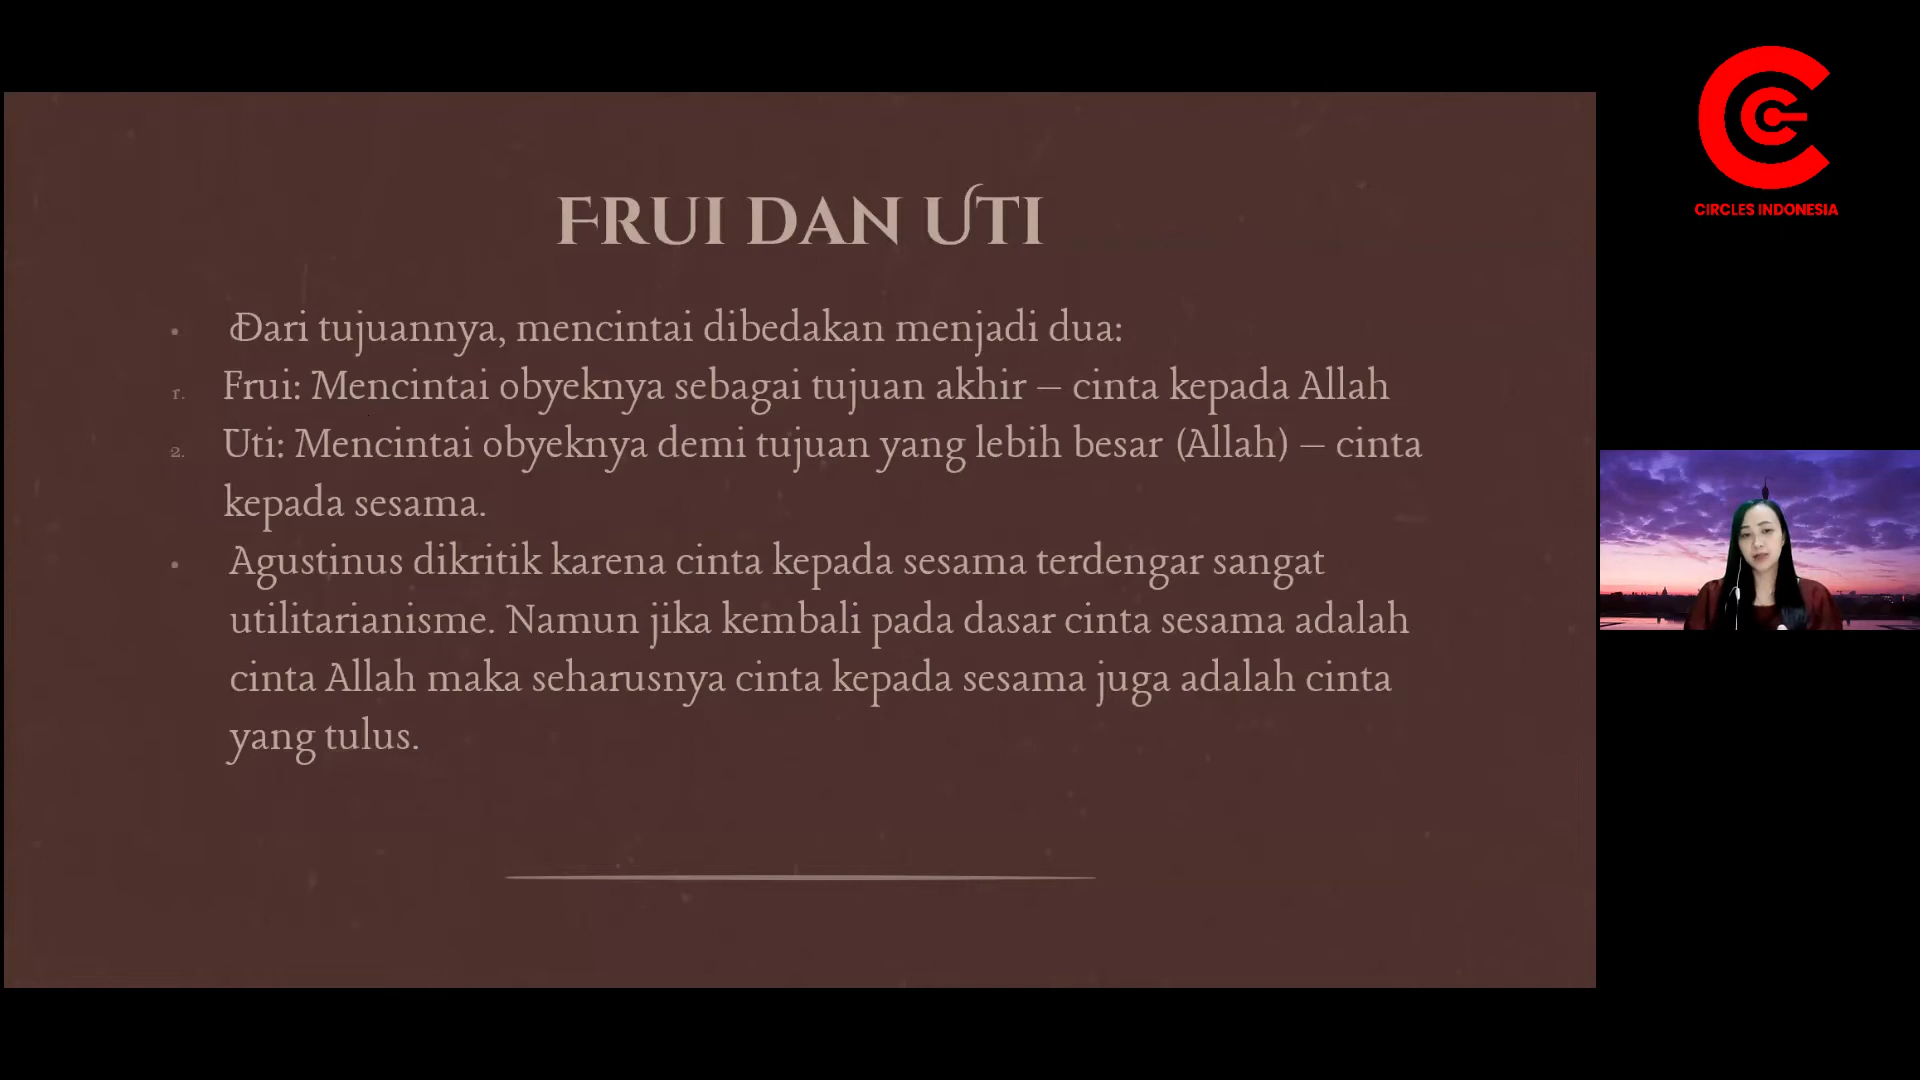 FRUI DAN UTI
• Dari tujuannya, mencintai dibedakan menjadi dua:
1. Frui: Mencintai obyeknya sebagai tujuan akhir – cinta kepada Allah
2. Uti: Mencintai obyeknya demi tujuan yang lebih besar (Allah) – cinta
kepada sesama.
• Agustinus dikritik karena cinta kepada sesama terdengar sangat
utilitarianisme. Namun jika kembali pada dasar cinta sesama adalah
cinta Allah maka seharusnya cinta kepada sesama juga adalah cinta
yang tulus.
CIRCLES INDONESIA